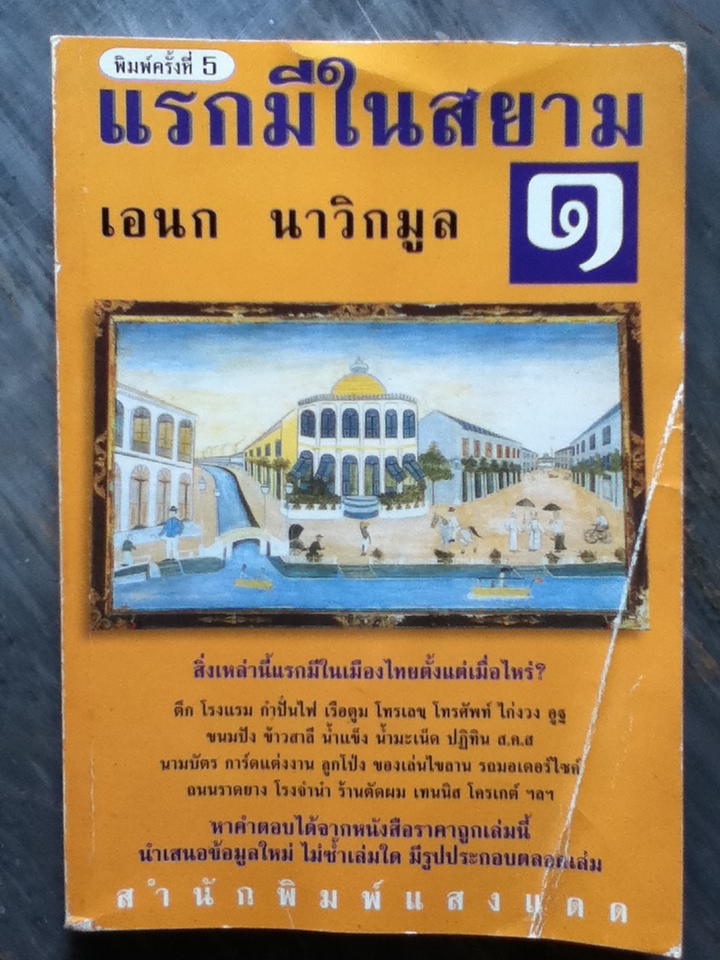 พิมพ์ครั้งที่ 5
แรกมีในสยาม
เอนก นาวิกมูล
๑
สิ่งเหล่านี้แรกมีในเมืองไทยตั้งแต่เมื่อไหร่?
ตึก โรงแรม กำปั่นไฟ เรือตูม โทรเลข โทรศัพท์ ไก่งวง อูฐ
ขนมปัง ข้าวสาลี น้ำแข็ง น้ำมะเน็ด ปฏิทิน ส.ค.ส
นามบัตร การ์ดแต่งงาน ลูกโป่ง ของเล่นไขลาน รถมอเตอร์ไซค์
ถนนราดยาง โรงจำนำ ร้านตัดผม เทนนิส โครเกต์ ฯลฯ
หาคำตอบได้จากหนังสือราคาถูกเล่มนี้
นำเสนอข้อมูลใหม่ ไม่ซ้ำเล่มใด มีรูปประกอบตลอดเล่ม
สำนักพิมพ์แสงแดด